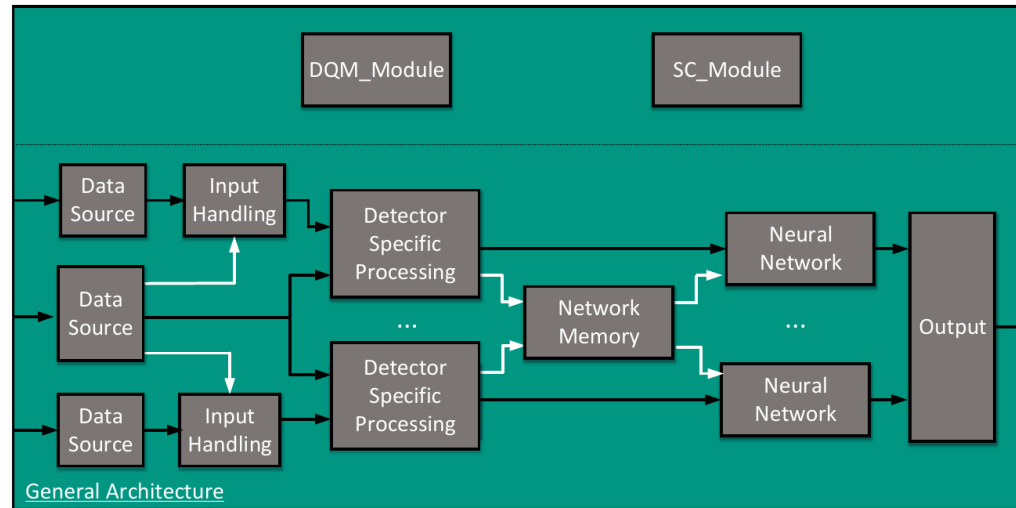 DQM_Module
SC_Module
Data
Source
Input
Handling
Detector
Specific
Processing
Neural
Network
Data
Source
Network
Memory
...
...
Output
Detector
Specific
Processing
Neural
Network
Data
Source
Input
Handling
General Architecture